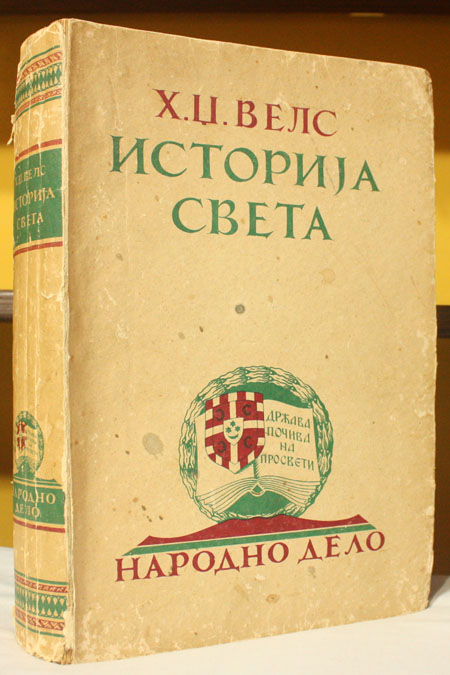 Х.Џ.ВЕЛС
ИСТОРИЈА
СВЕТА
ДРЖАВА
ПОЧИВА
НА
ПРОСВЕТИ
НАРОДНО ДЕЛО
Х.Џ.ВЕЛС
ИСТОРИЈА
СВЕТА
НАРОДНО
ДЕЛО